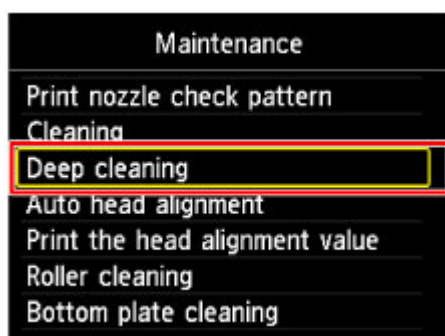 Maintenance
Print nozzle check pattern
Cleaning
Deep cleaning
Auto head alignment
Print the head alignment value
Roller cleaning
Bottom plate cleaning